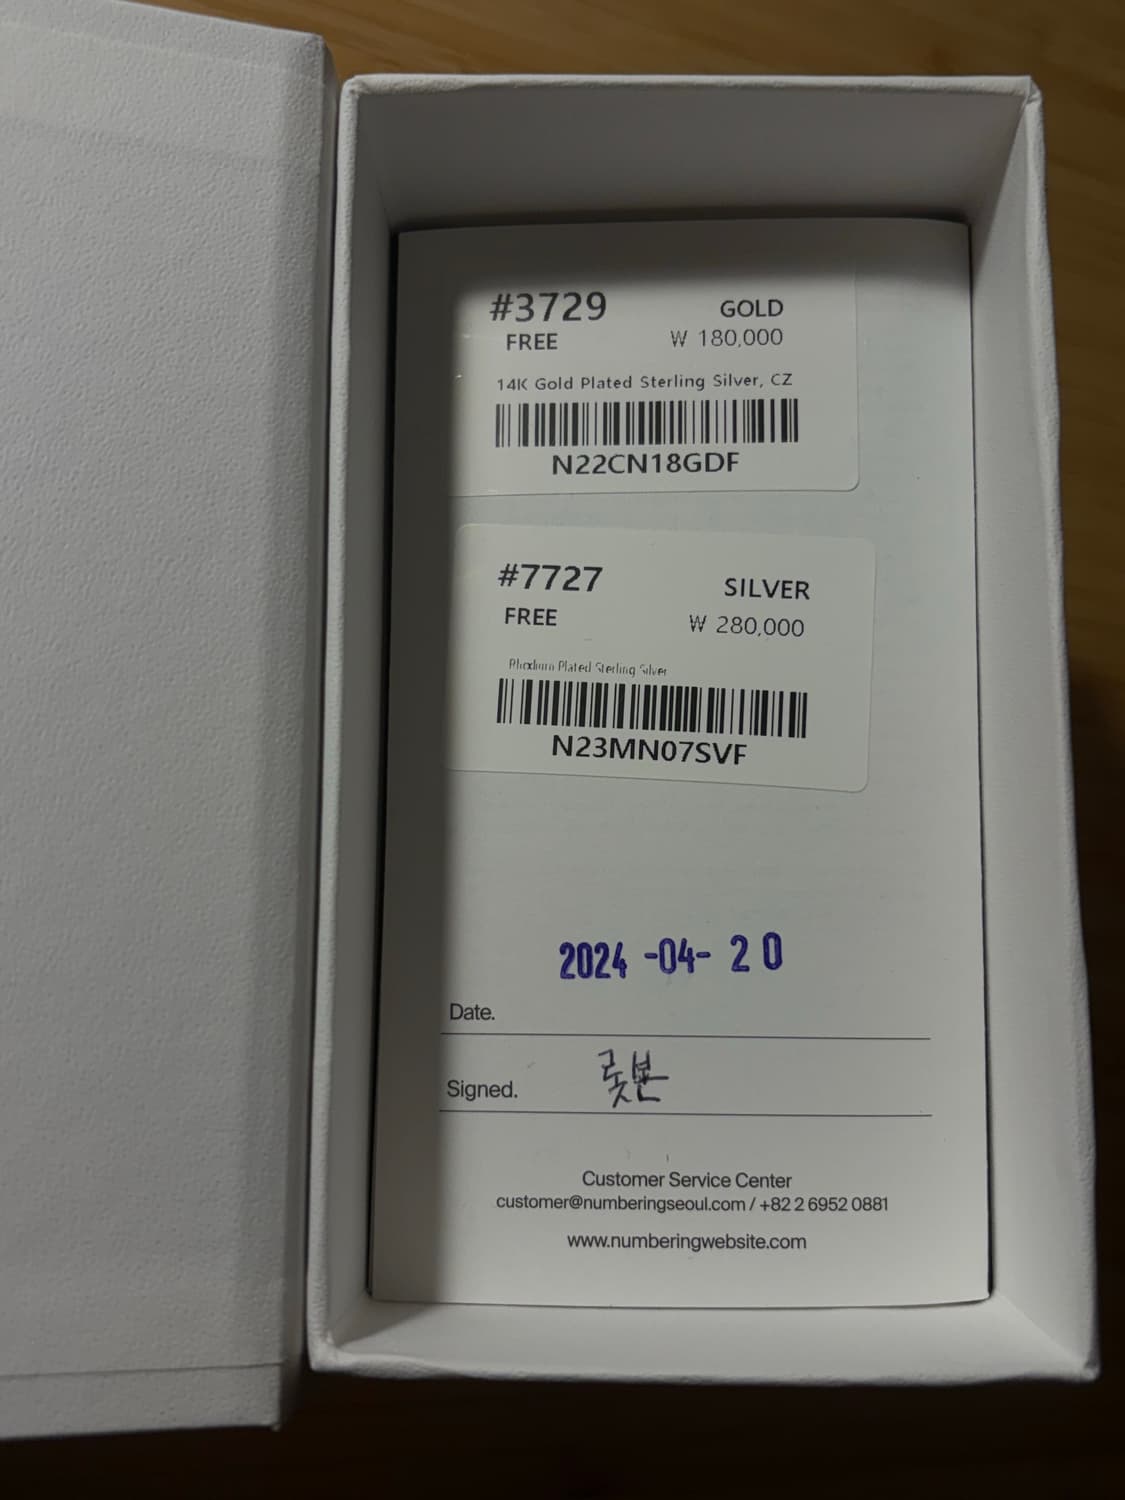 #3729 GOLD
FREE ₩ 180,000
14K Gold Plated Sterling Silver, CZ
N22CN18GDF
#7727 SILVER
FREE ₩ 280,000
Rhodium Plated Sterling Silver
N23MN07SVF
2024 -04- 20
Date.
Signed. 롯본
Customer Service Center
customer@numberingseoul.com / +82 2 6952 0881
www.numberingwebsite.com